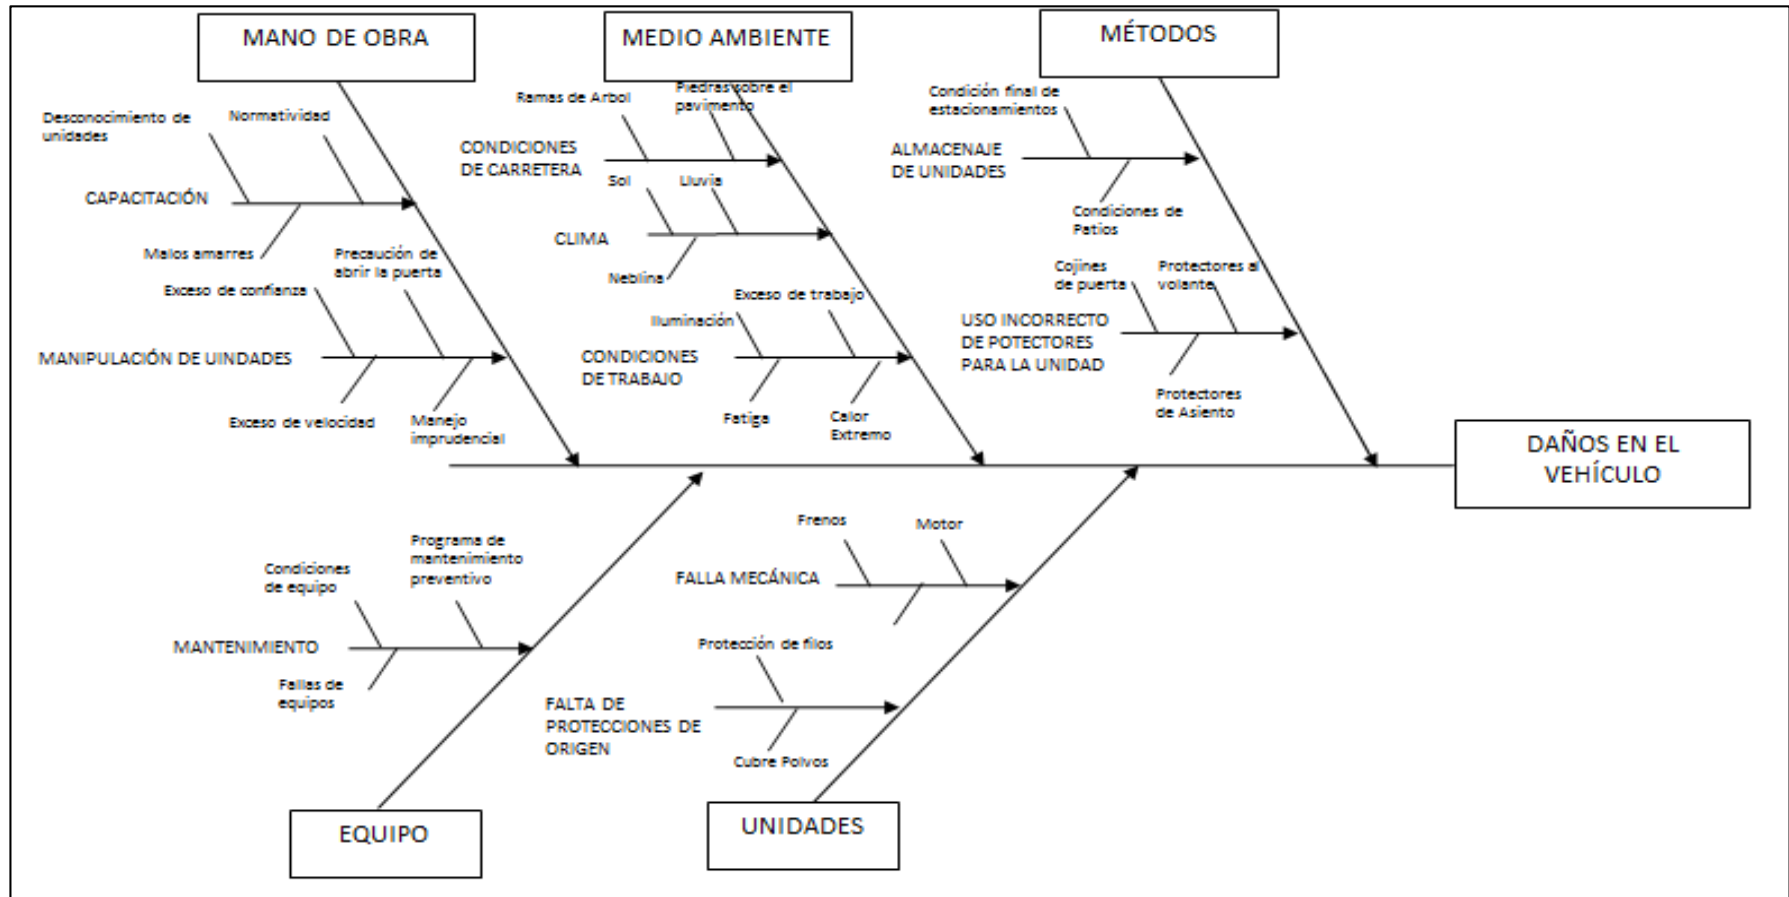 MANO DE OBRA
MEDIO AMBIENTE
MÉTODOS
Desconocimiento de
unidades
Normatividad
CAPACITACIÓN
Malos amarres
Precaución de
abrir la puerta
Exceso de confianza
MANIPULACIÓN DE UINDADES
Exceso de velocidad
Manejo
imprudencial
Ramas de Arbol
Piedras sobre el
pavimento
CONDICIONES
DE CARRETERA
Sol
Lluvia
CLIMA
Neblina
Exceso de trabajo
Iluminación
CONDICIONES
DE TRABAJO
Fatiga
Calor
Extremo
Condición final de
estacionamientos
ALMACENAJE
DE UNIDADES
Condiciones de
Patios
Cojines
de puerta
Protectores al
volante
USO INCORRECTO
DE POTECTORES
PARA LA UNIDAD
Protectores
de Asiento
DAÑOS EN EL
VEHÍCULO
Condiciones
de equipo
Programa de
mantenimiento
preventivo
MANTENIMIENTO
Fallas de
equipos
EQUIPO
Frenos
Motor
FALLA MECÁNICA
Protección de filos
FALTA DE
PROTECCIONES DE
ORIGEN
Cubre Polvos
UNIDADES